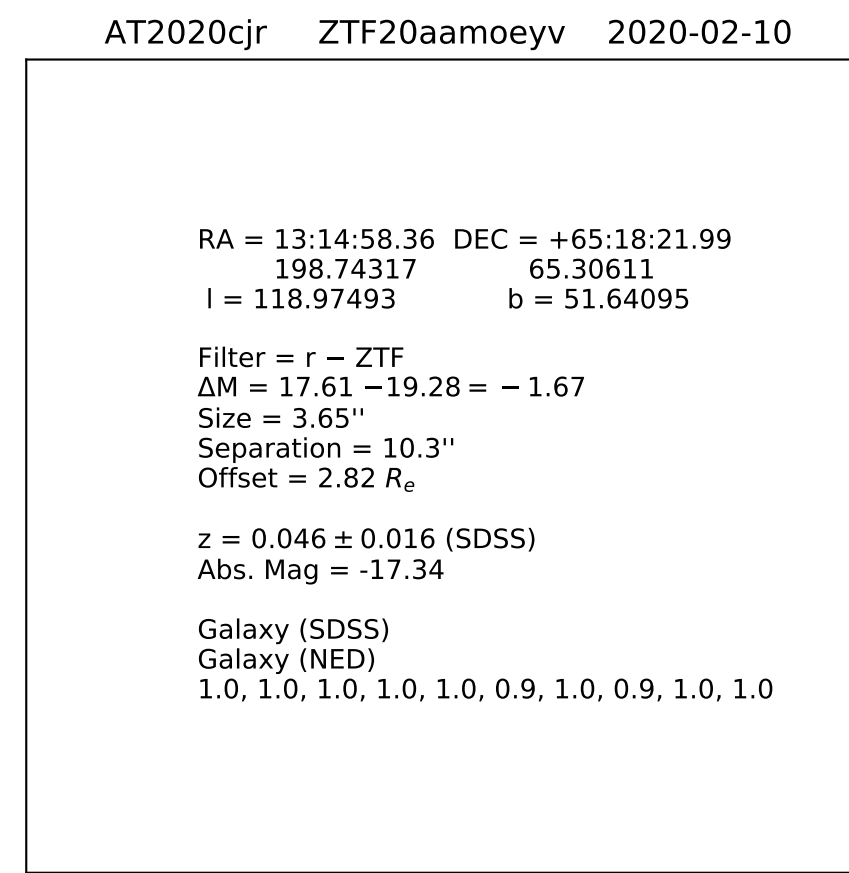 AT2020cjr ZTF20aamoeyv 2020-02-10
RA = 13:14:58.36 DEC = +65:18:21.99
198.74317 65.30611
l = 118.97493 b = 51.64095
Filter = r − ZTF
ΔM = 17.61 −19.28 = − 1.67
Size = 3.65''
Separation = 10.3''
Offset = 2.82 Rₑ
z = 0.046 ± 0.016 (SDSS)
Abs. Mag = -17.34
Galaxy (SDSS)
Galaxy (NED)
1.0, 1.0, 1.0, 1.0, 1.0, 0.9, 1.0, 0.9, 1.0, 1.0